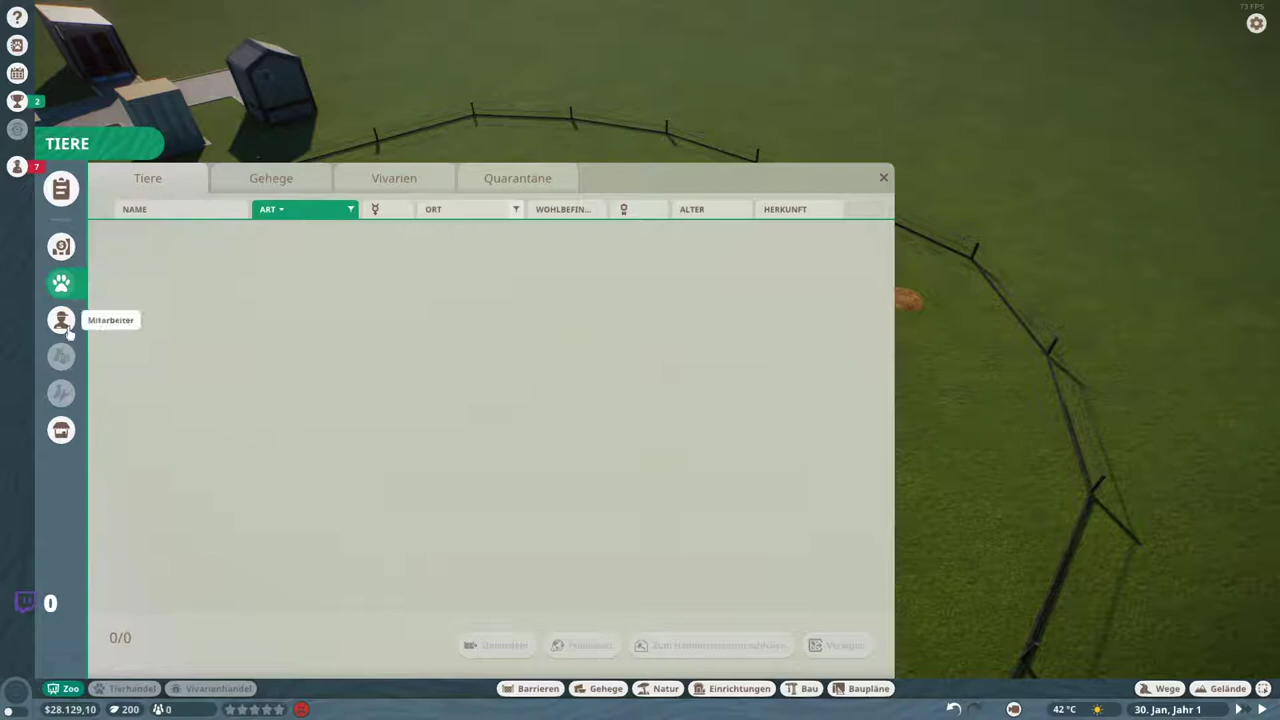 73 FPS
?
2
TIERE
7
Tiere Gehege Vivarien Quarantäne
NAME ART ORT WOHLBEFIN... ALTER HERKUNFT
Mitarbeiter
0
0/0
Zoo Tierhandel Vivarienhandel Barrieren Gehege Natur Einrichtungen Bau Baupläne Wege Gelände
$28.129,10 200 0 42 °C 30. Jan, Jahr 1